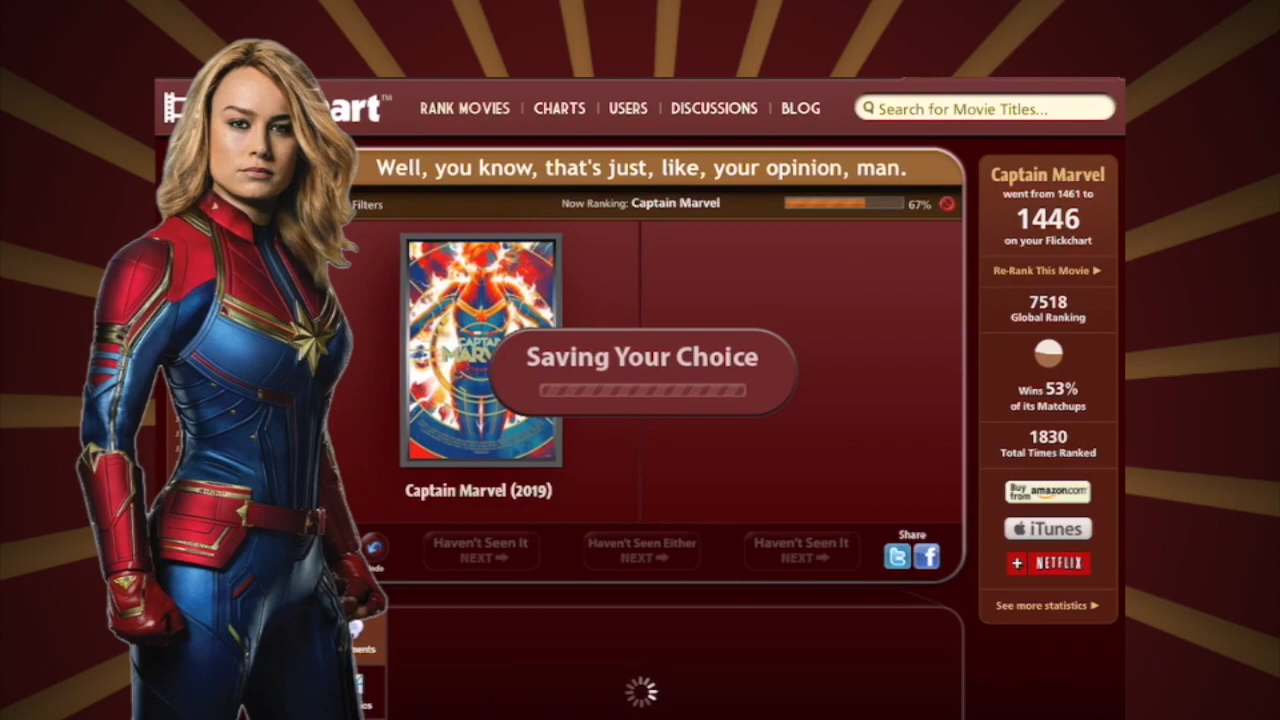 art™
RANK MOVIES | CHARTS | USERS | DISCUSSIONS | BLOG
Search for Movie Titles...
Well, you know, that's just, like, your opinion, man.
Filters
Now Ranking: Captain Marvel
67%
Captain Marvel
went from 1461 to
1446
on your Flickchart
Re-Rank This Movie ►
7518
Global Ranking
Wins 53%
of its Matchups
1830
Total Times Ranked
Buy from amazon.com
iTunes
+ NETFLIX
See more statistics ►
Saving Your Choice
Captain Marvel (2019)
Haven't Seen It
NEXT ➡
Haven't Seen Either
NEXT ➡
Haven't Seen It
NEXT ➡
Share